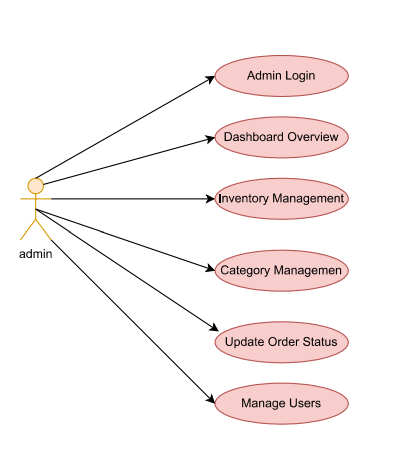 Admin Login
Dashboard Overview
Inventory Management
admin
Category Managemen
Update Order Status
Manage Users